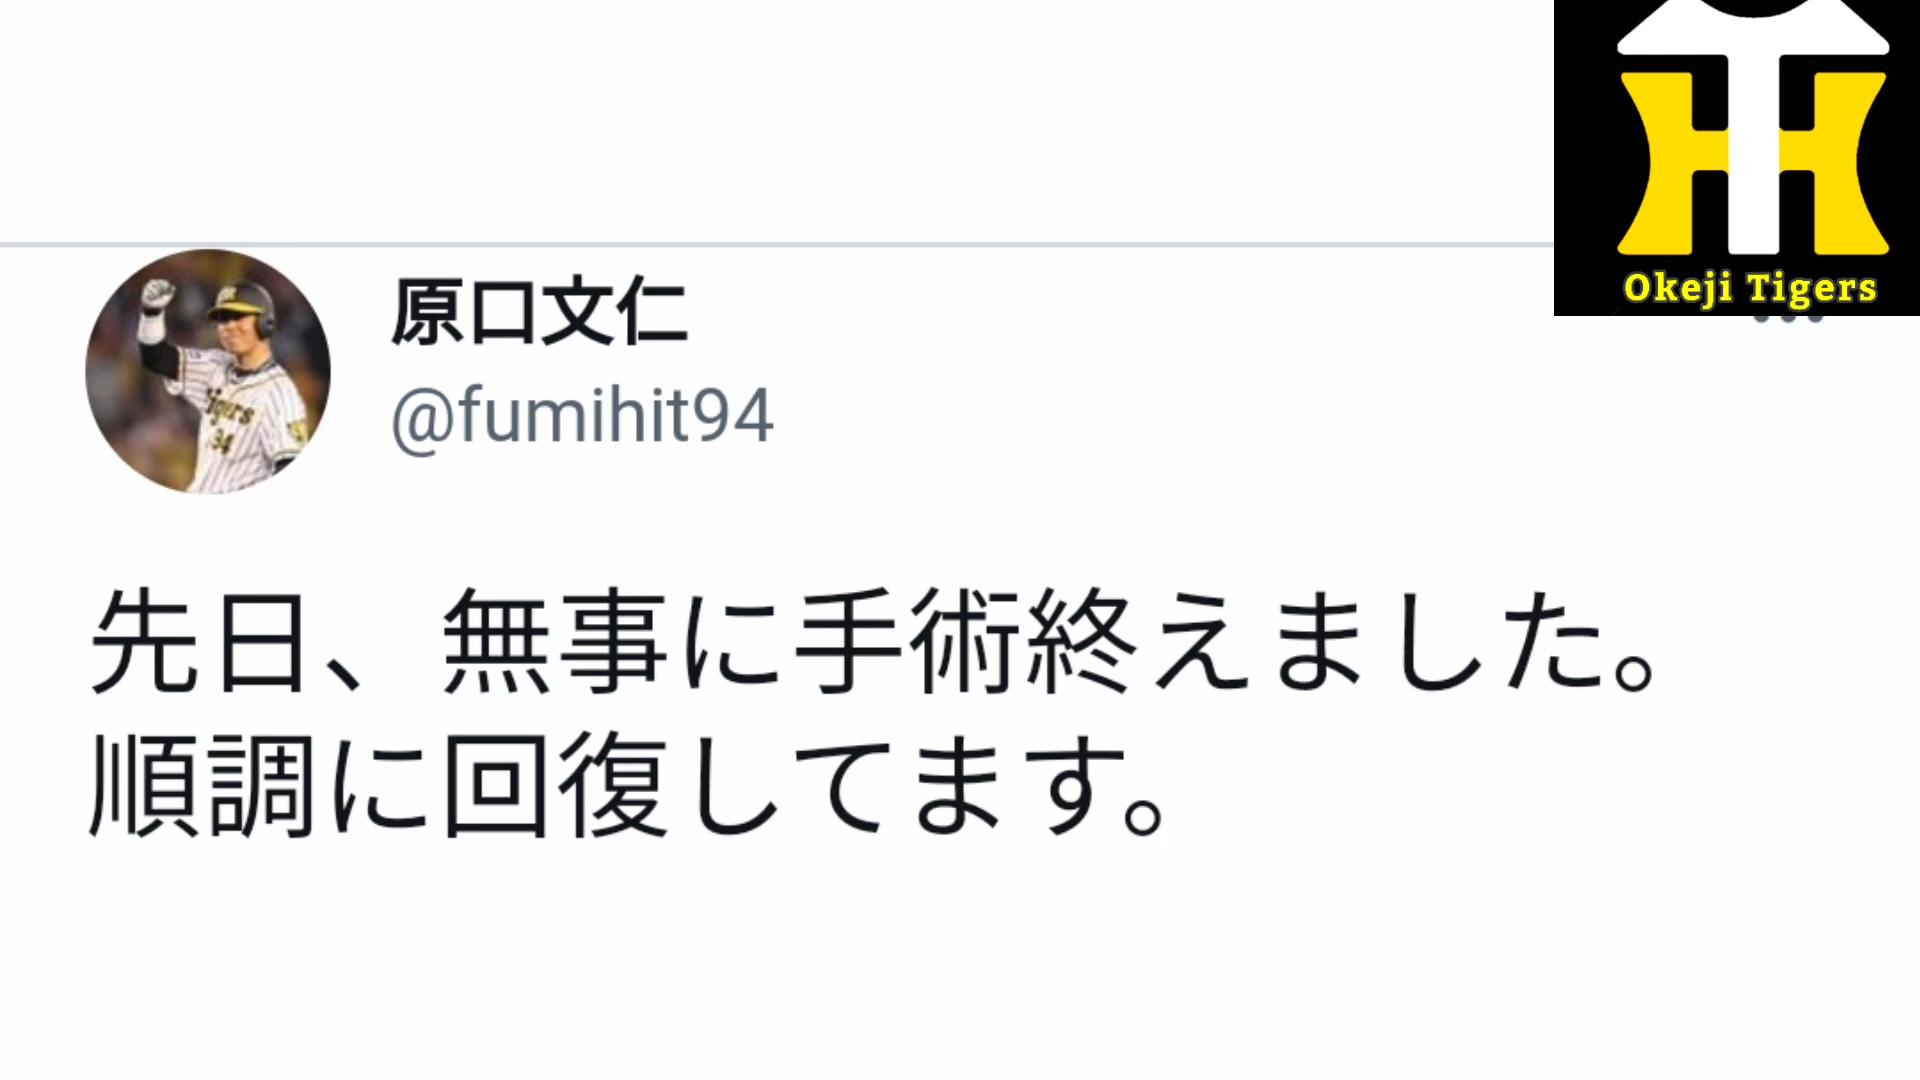 Okeji Tigers
原口文仁
@fumihit94
先日、無事に手術終えました。
順調に回復してます。